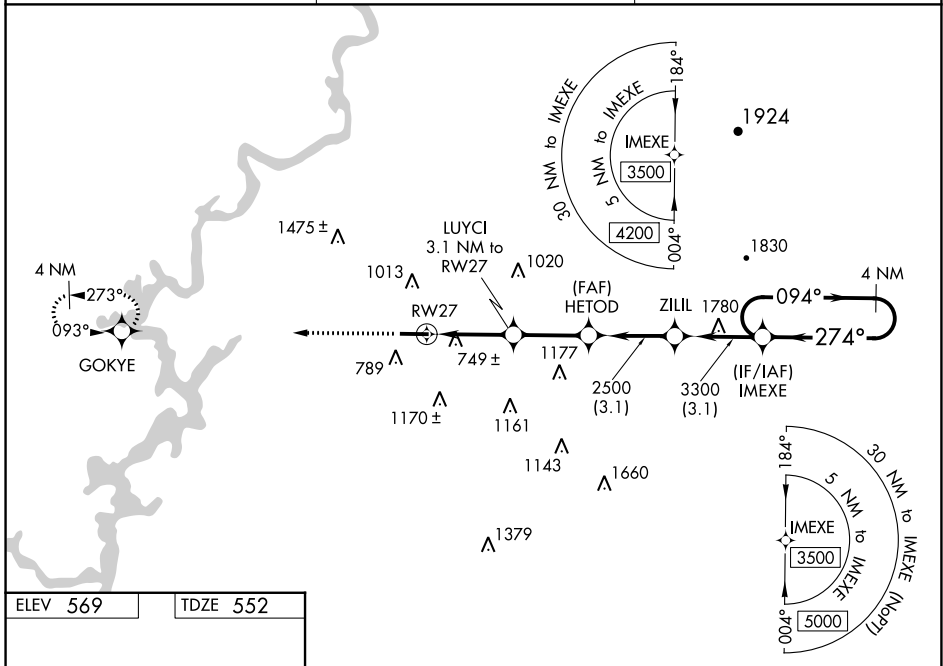 184°
30 NM to IMEXE
5 NM to IMEXE
IMEXE
3500
4200
004°
1924
1830
1475 ±
LUYCI
3.1 NM to
RW27
1020
1013
4 NM
273°
093°
GOKYE
RW27
(FAF)
HETOD
ZILIL
1780
094°
4 NM
274°
(IF/IAF)
IMEXE
789
749 ±
1177
2500
(3.1)
3300
(3.1)
1170 ±
1161
1143
1660
1379
184°
30 NM to IMEXE (NoPT)
5 NM to IMEXE
IMEXE
3500
5000
004°
ELEV 569
TDZE 552